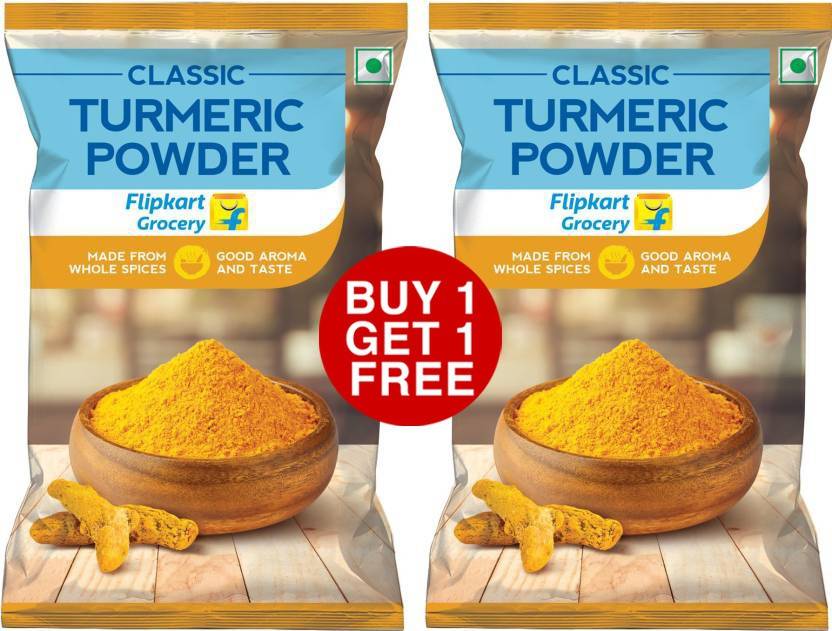 CLASSIC
TURMERIC
POWDER
Flipkart
Grocery
MADE FROM
WHOLE SPICES
GOOD AROMA
AND TASTE
BUY 1
GET 1
FREE
CLASSIC
TURMERIC
POWDER
Flipkart
Grocery
MADE FROM
WHOLE SPICES
GOOD AROMA
AND TASTE